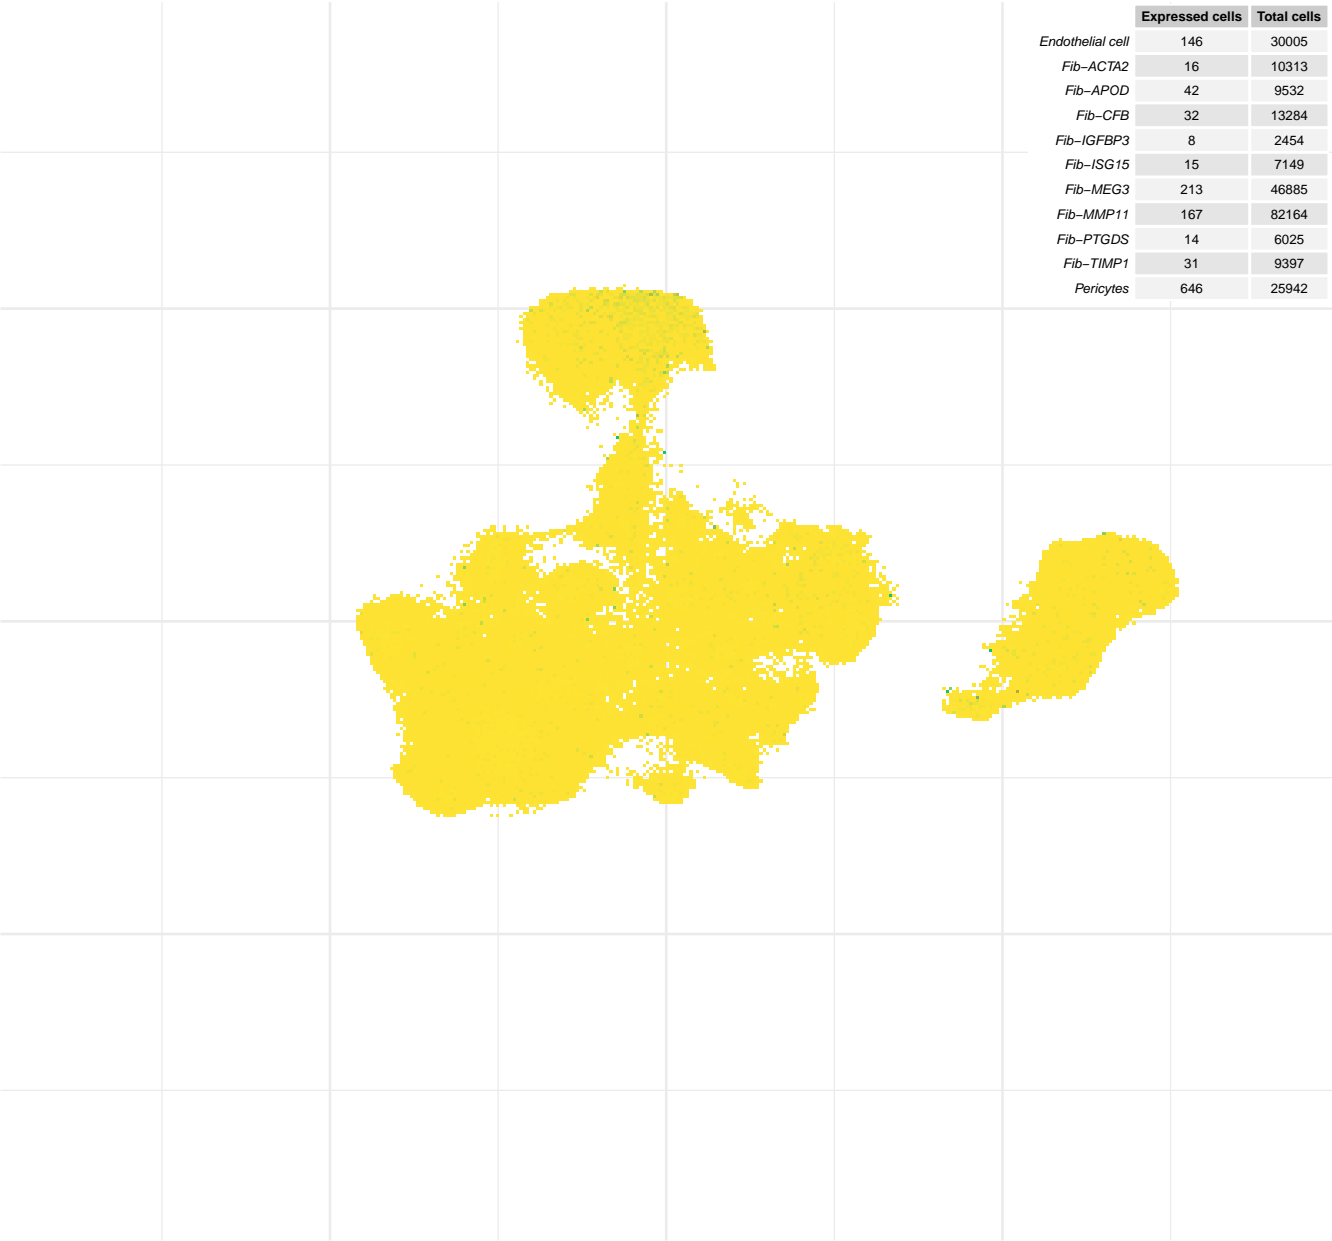 Expressed cells Total cells
Endothelial cell 146 30005
Fib−ACTA2 16 10313
Fib−APOD 42 9532
Fib−CFB 32 13284
Fib−IGFBP3 8 2454
Fib−ISG15 15 7149
Fib−MEG3 213 46885
Fib−MMP11 167 82164
Fib−PTGDS 14 6025
Fib−TIMP1 31 9397
Pericytes 646 25942